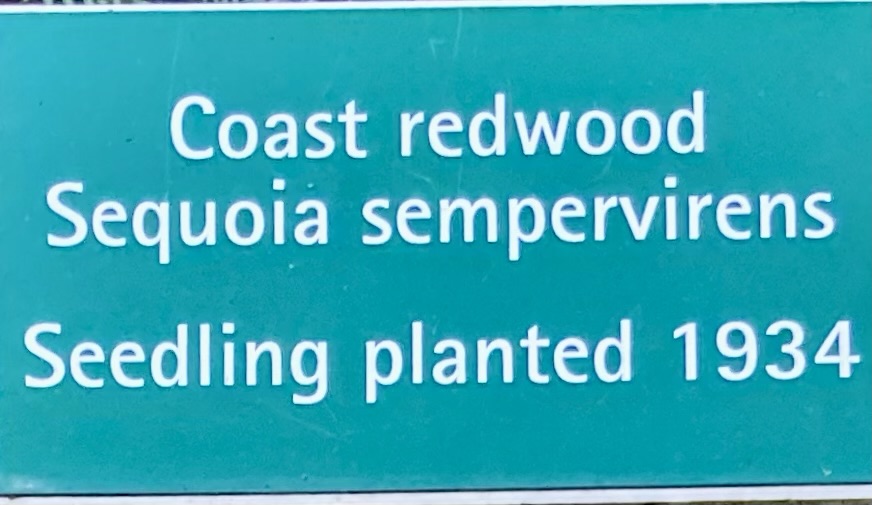 Coast redwood
Sequoia sempervirens
Seedling planted 1934